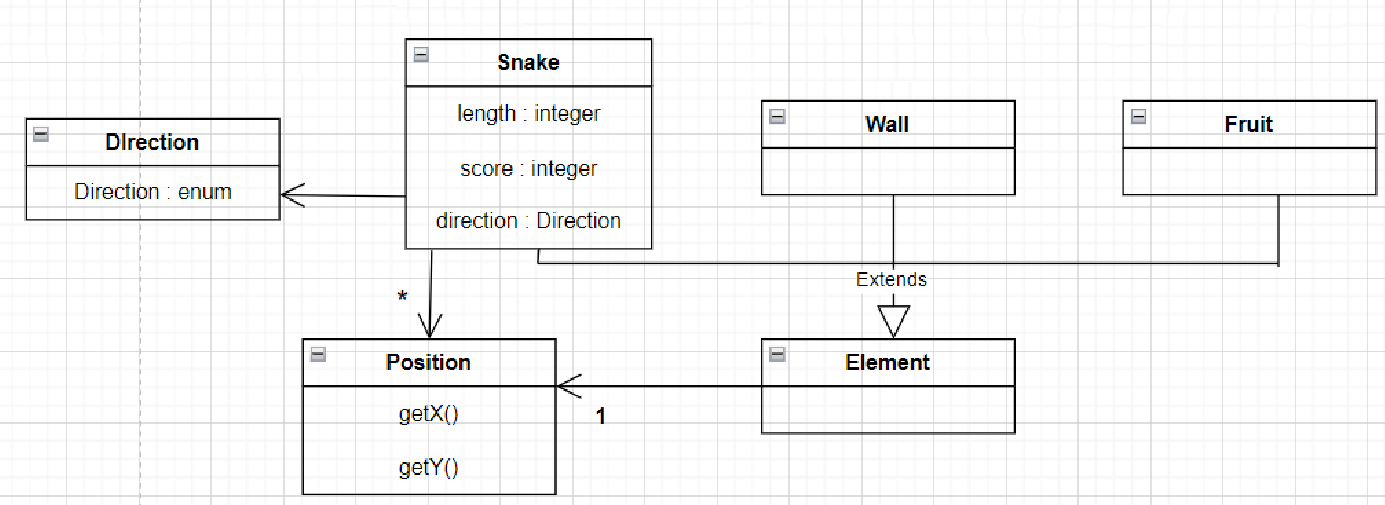 Snake
length : integer
score : integer
direction : Direction
DIrection
Direction : enum
Wall
Fruit
Extends
*
Position
getX()
getY()
1
Element